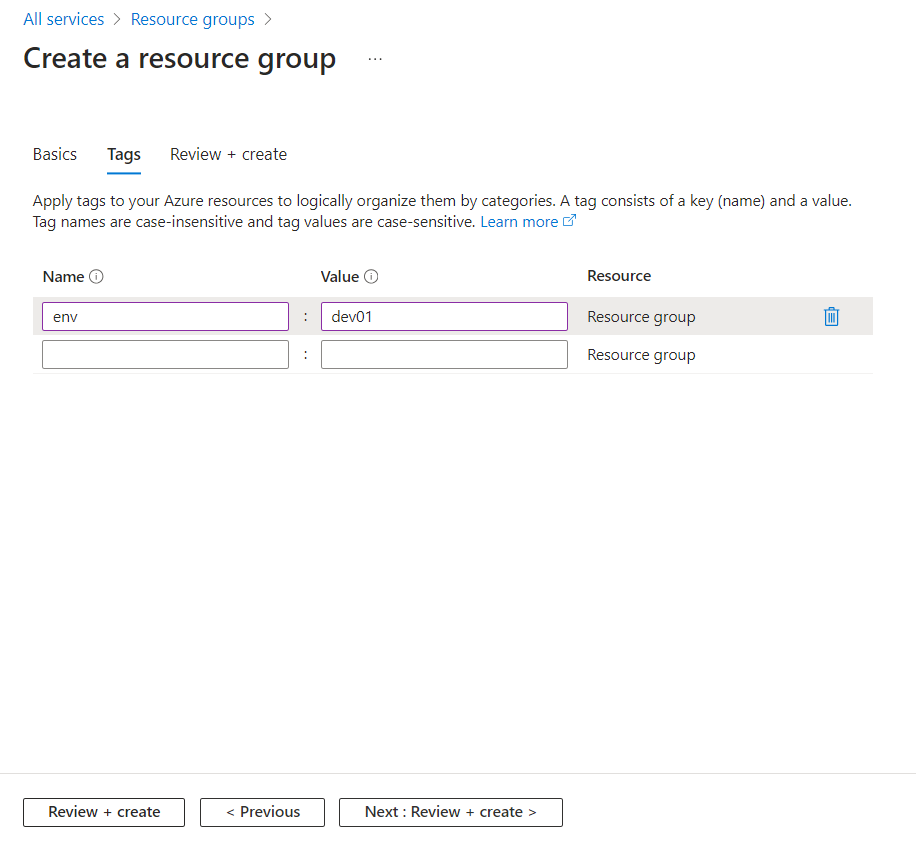 All services > Resource groups >
Create a resource group ...
Basics Tags Review + create
Apply tags to your Azure resources to logically organize them by categories. A tag consists of a key (name) and a value.
Tag names are case-insensitive and tag values are case-sensitive. Learn more
Name Value Resource
env : dev01 Resource group
: Resource group
Review + create < Previous Next : Review + create >